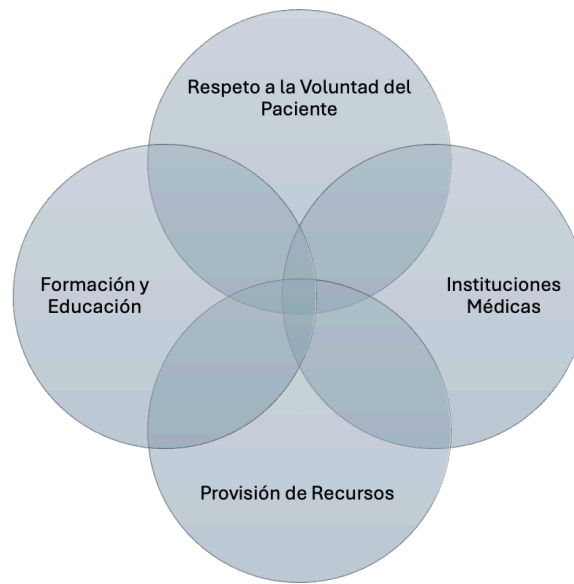 Respeto a la Voluntad del
Paciente
Formación y
Educación
Instituciones
Médicas
Provisión de Recursos